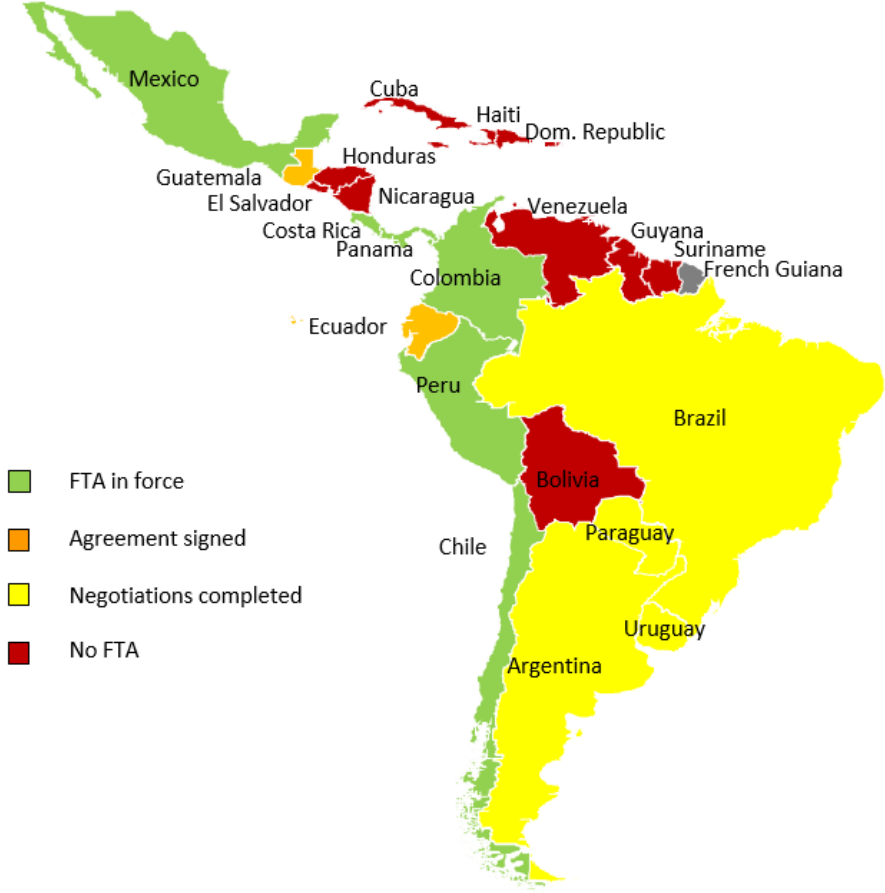 Mexico
Cuba
Haiti
Dom. Republic
Honduras
Guatemala
Nicaragua
El Salvador
Venezuela
Costa Rica
Guyana
Panama
Suriname
French Guiana
Colombia
Ecuador
Peru
Brazil
Bolivia
Paraguay
Chile
Uruguay
Argentina
FTA in force
Agreement signed
Negotiations completed
No FTA